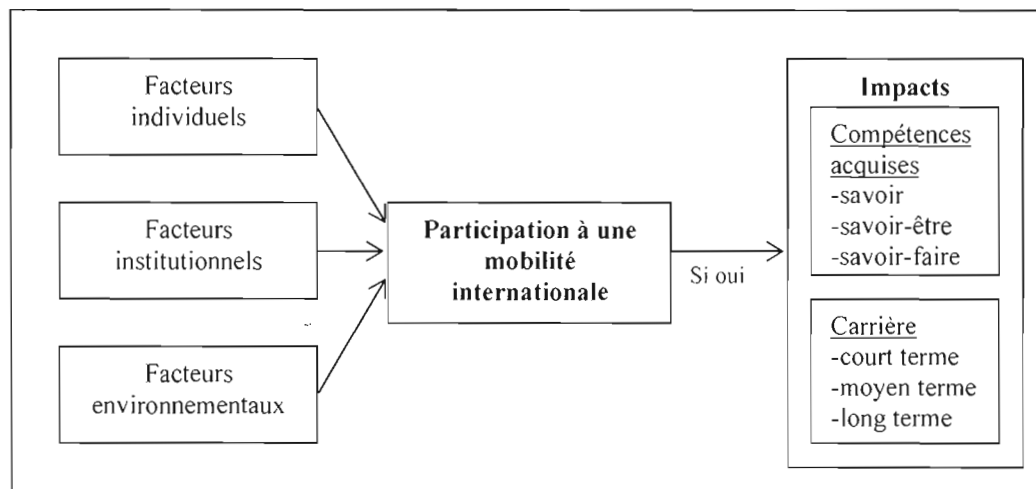 Facteurs
individuels
Facteurs
institutionnels
Facteurs
environnementaux
Participation à une
mobilité
internationale
Si oui
Impacts
Compétences
acquises
-savoir
-savoir-être
-savoir-faire
Carrière
-court terme
-moyen terme
-long terme